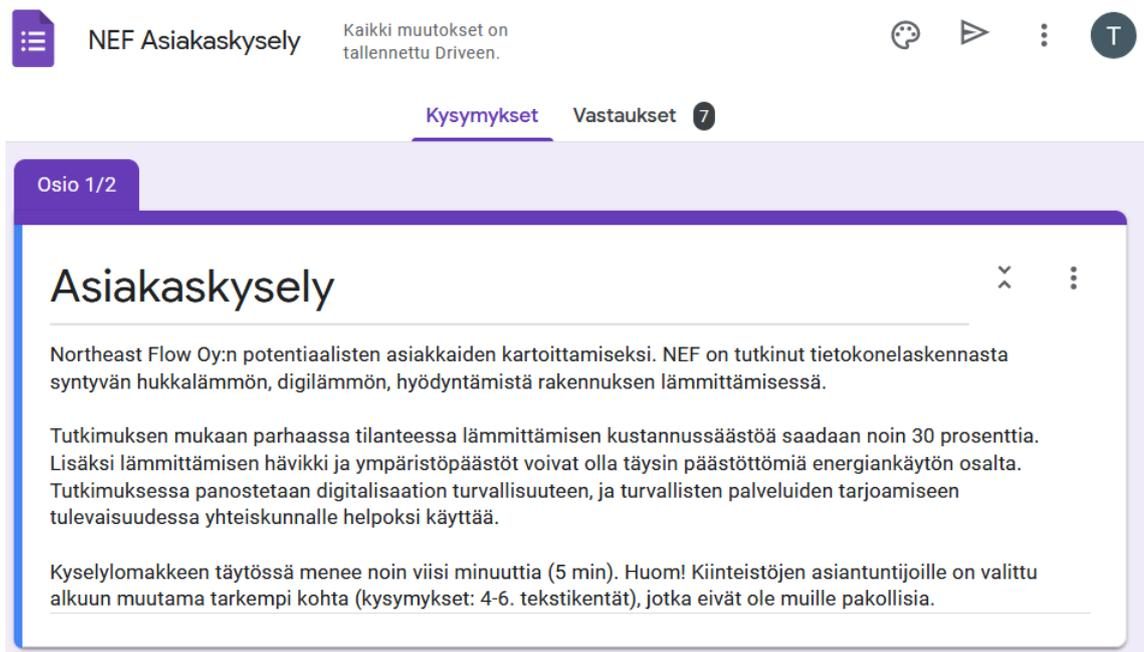 NEF Asiakaskysely
Kaikki muutokset on
tallennettu Driveen.
T
Kysymykset
Vastaukset 7
Osio 1/2
Asiakaskysely
Northeast Flow Oy:n potentiaalisten asiakkaiden kartoittamiseksi. NEF on tutkinut tietokonelaskennasta
syntyvän hukkalämmön, digilämmön, hyödyntämistä rakennuksen lämmittämisessä.
Tutkimuksen mukaan parhaassa tilanteessa lämmittämisen kustannussäästöä saadaan noin 30 prosenttia.
Lisäksi lämmittämisen hävikki ja ympäristöpäästöt voivat olla täysin päästöttömiä energiankäytön osalta.
Tutkimuksessa panostetaan digitalisaation turvallisuuteen, ja turvallisten palveluiden tarjoamiseen
tulevaisuudessa yhteiskunnalle helpoksi käyttää.
Kyselylomakkeen täytössä menee noin viisi minuuttia (5 min). Huom! Kiinteistöjen asiantuntijoille on valittu
alkuun muutama tarkempi kohta (kysymykset: 4-6. tekstikentät), jotka eivät ole muille pakollisia.